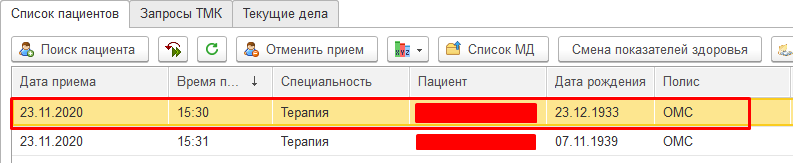 Список пациентов Запросы ТМК Текущие дела
Поиск пациента Отменить прием Список МД Смена показателей здоровья
Дата приема Время п... ↓ Специальность Пациент Дата рождения Полис
23.11.2020 15:30 Терапия 23.12.1933 ОМС
23.11.2020 15:31 Терапия 07.11.1939 ОМС